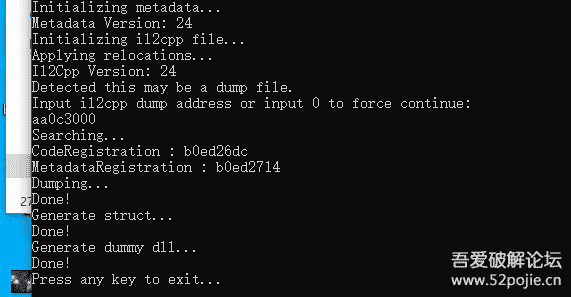 Initializing metadata...
Metadata Version: 24
Initializing il2cpp file...
Applying relocations...
Il2Cpp Version: 24
Detected this may be a dump file.
Input il2cpp dump address or input 0 to force continue:
aa0c3000
Searching...
CodeRegistration : b0ed26dc
MetadataRegistration : b0ed2714
Dumping...
Done!
Generate struct...
Done!
Generate dummy dll...
Done!
Press any key to exit...
27
吾爱破解论坛
www.52pojie.cn